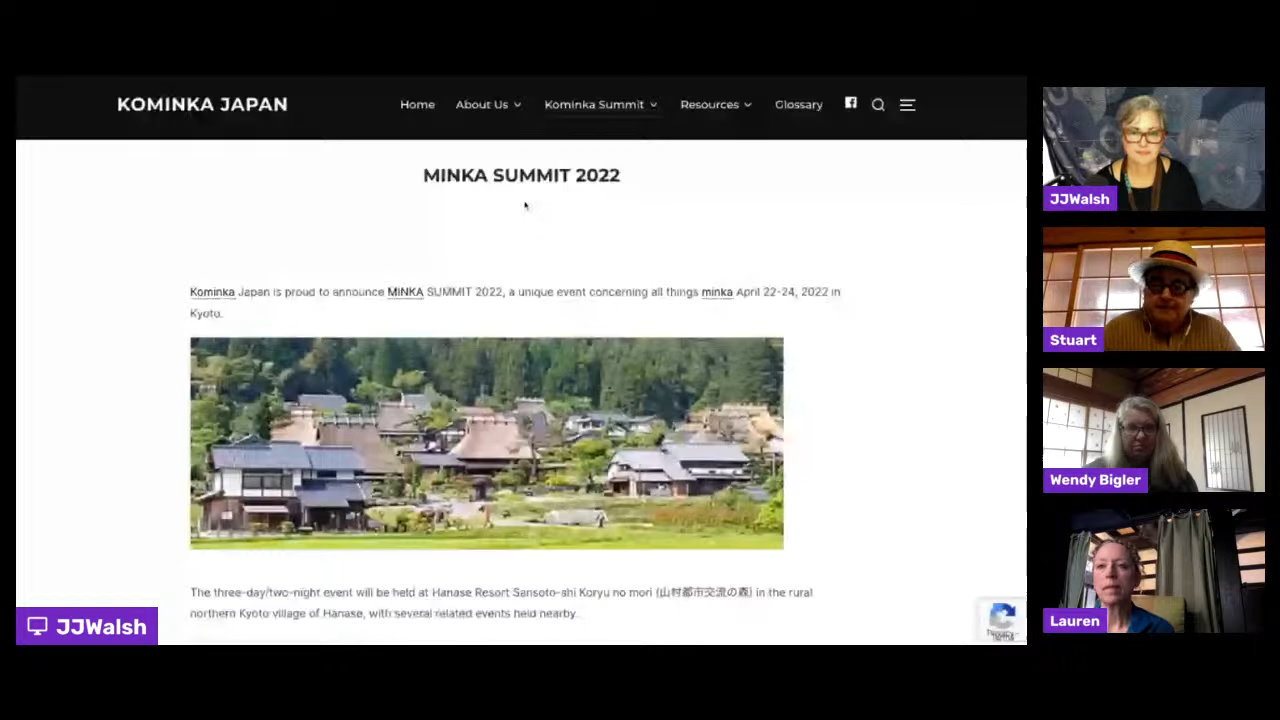 KOMINKA JAPAN
Home About Us Kominka Summit Resources Glossary
MINKA SUMMIT 2022
Kominka Japan is proud to announce MINKA SUMMIT 2022, a unique event concerning all things minka April 22-24, 2022 in
Kyoto.
The three-day/two-night event will be held at Hanase Resort Sansoto-shi Koryu no mori (山村都市交流の森) in the rural
northern Kyoto village of Hanase, with several related events held nearby.
JJWalsh
JJWalsh
Stuart
Wendy Bigler
Lauren